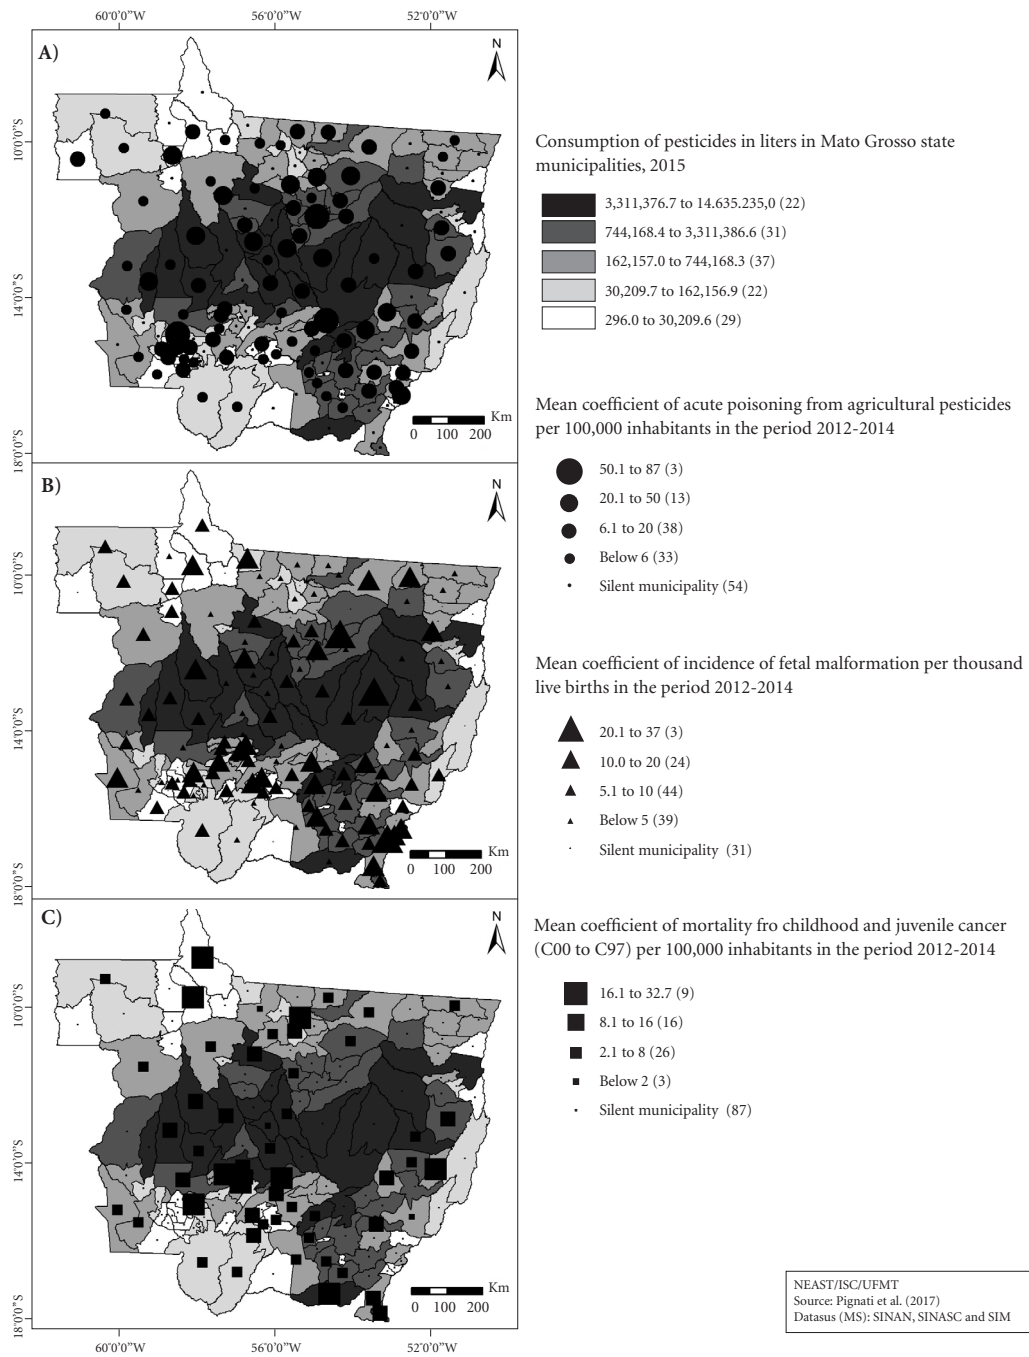 60°0'0"W 56°0'0"W 52°0'0"W
A)
N
10°0'0"S
14°0'0"S
18°0'0"S
Km
0 100 200
Consumption of pesticides in liters in Mato Grosso state
municipalities, 2015
3,311,376.7 to 14.635.235,0 (22)
744,168.4 to 3,311,386.6 (31)
162,157.0 to 744,168.3 (37)
30,209.7 to 162,156.9 (22)
296.0 to 30,209.6 (29)
Mean coefficient of acute poisoning from agricultural pesticides
per 100,000 inhabitants in the period 2012-2014
50.1 to 87 (3)
20.1 to 50 (13)
6.1 to 20 (38)
Below 6 (33)
Silent municipality (54)
B)
N
10°0'0"S
14°0'0"S
18°0'0"S
Km
0 100 200
Mean coefficient of incidence of fetal malformation per thousand
live births in the period 2012-2014
20.1 to 37 (3)
10.0 to 20 (24)
5.1 to 10 (44)
Below 5 (39)
Silent municipality (31)
C)
N
10°0'0"S
14°0'0"S
18°0'0"S
Km
0 100 200
60°0'0"W 56°0'0"W 52°0'0"W
Mean coefficient of mortality fro childhood and juvenile cancer
(C00 to C97) per 100,000 inhabitants in the period 2012-2014
16.1 to 32.7 (9)
8.1 to 16 (16)
2.1 to 8 (26)
Below 2 (3)
Silent municipality (87)
NEAST/ISC/UFMT
Source: Pignati et al. (2017)
Datasus (MS): SINAN, SINASC and SIM